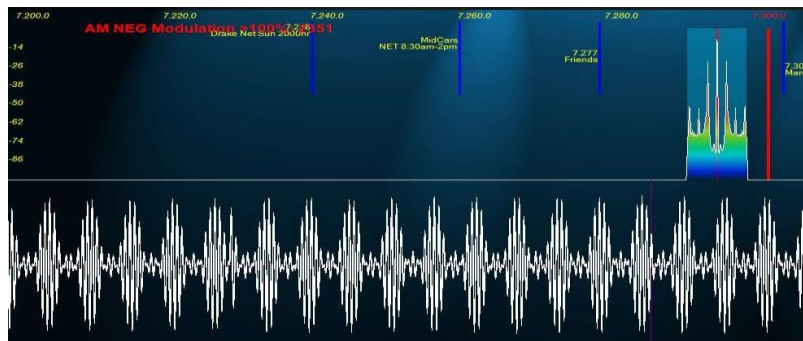 7.200.0 7.220.0 7.240.0 7.260.0 7.280.0 7.300.0
AM NEG Modulation >100%
Drake Net Sun 2000hr
MidCars
NET 8:30am-2pm
7.277
Friends
7.30
-14
-26
-38
-50
-62
-74
-86